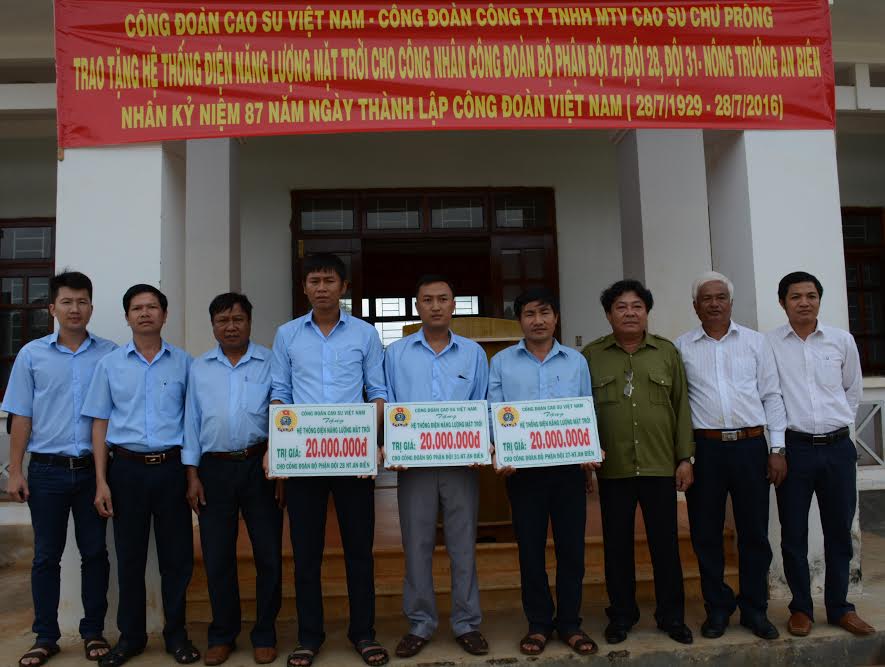 CÔNG ĐOÀN CAO SU VIỆT NAM - CÔNG ĐOÀN CÔNG TY TNHH MTV CAO SU CHƯ PRÔNG
TRAO TẶNG HỆ THỐNG ĐIỆN NĂNG LƯỢNG MẶT TRỜI CHO CÔNG NHÂN CÔNG ĐOÀN BỘ PHẬN ĐỘI 27,ĐỘI 28, ĐỘI 31- NÔNG TRƯỜNG AN BIÊN
NHÂN KỶ NIỆM 87 NĂM NGÀY THÀNH LẬP CÔNG ĐOÀN VIỆT NAM ( 28/7/1929 - 28/7/2016)
CÔNG ĐOÀN CAO SU VIỆT NAM
Tặng
HỆ THỐNG ĐIỆN NĂNG LƯỢNG MẶT TRỜI
TRỊ GIÁ: 20.000.000đ
CHO CÔNG ĐOÀN BỘ PHẬN ĐỘI 28 NT.AN BIÊN
CÔNG ĐOÀN CAO SU VIỆT NAM
Tặng
HỆ THỐNG ĐIỆN NĂNG LƯỢNG MẶT TRỜI
TRỊ GIÁ: 20.000.000đ
CHO CÔNG ĐOÀN BỘ PHẬN ĐỘI 31-NT.AN BIÊN
CÔNG ĐOÀN CAO SU VIỆT NAM
Tặng
HỆ THỐNG ĐIỆN NĂNG LƯỢNG MẶT TRỜI
TRỊ GIÁ: 20.000.000đ
CHO CÔNG ĐOÀN BỘ PHẬN ĐỘI 27-NT.AN BIÊN